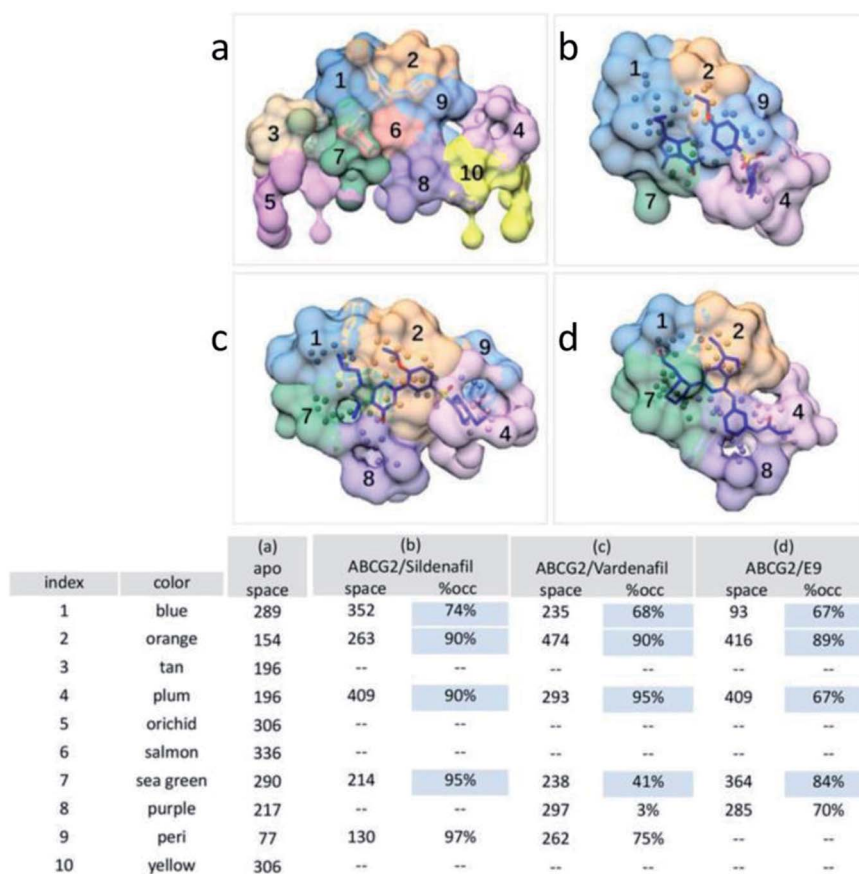 a
1
2
9
3
6
4
7
5
8
10
b
1
2
9
7
4
c
1
2
9
7
4
8
d
1
2
7
4
8
(a) (b) (c) (d)
apo ABCG2/Sildenafil ABCG2/Vardenafil ABCG2/E9
index color space space %occ space %occ space %occ
1 blue 289 352 74% 235 68% 93 67%
2 orange 154 263 90% 474 90% 416 89%
3 tan 196 -- -- -- -- -- --
4 plum 196 409 90% 293 95% 409 67%
5 orichid 306 -- -- -- -- -- --
6 salmon 336 -- -- -- -- -- --
7 sea green 290 214 95% 238 41% 364 84%
8 purple 217 -- -- 297 3% 285 70%
9 peri 77 130 97% 262 75% -- --
10 yellow 306 -- -- -- -- -- --